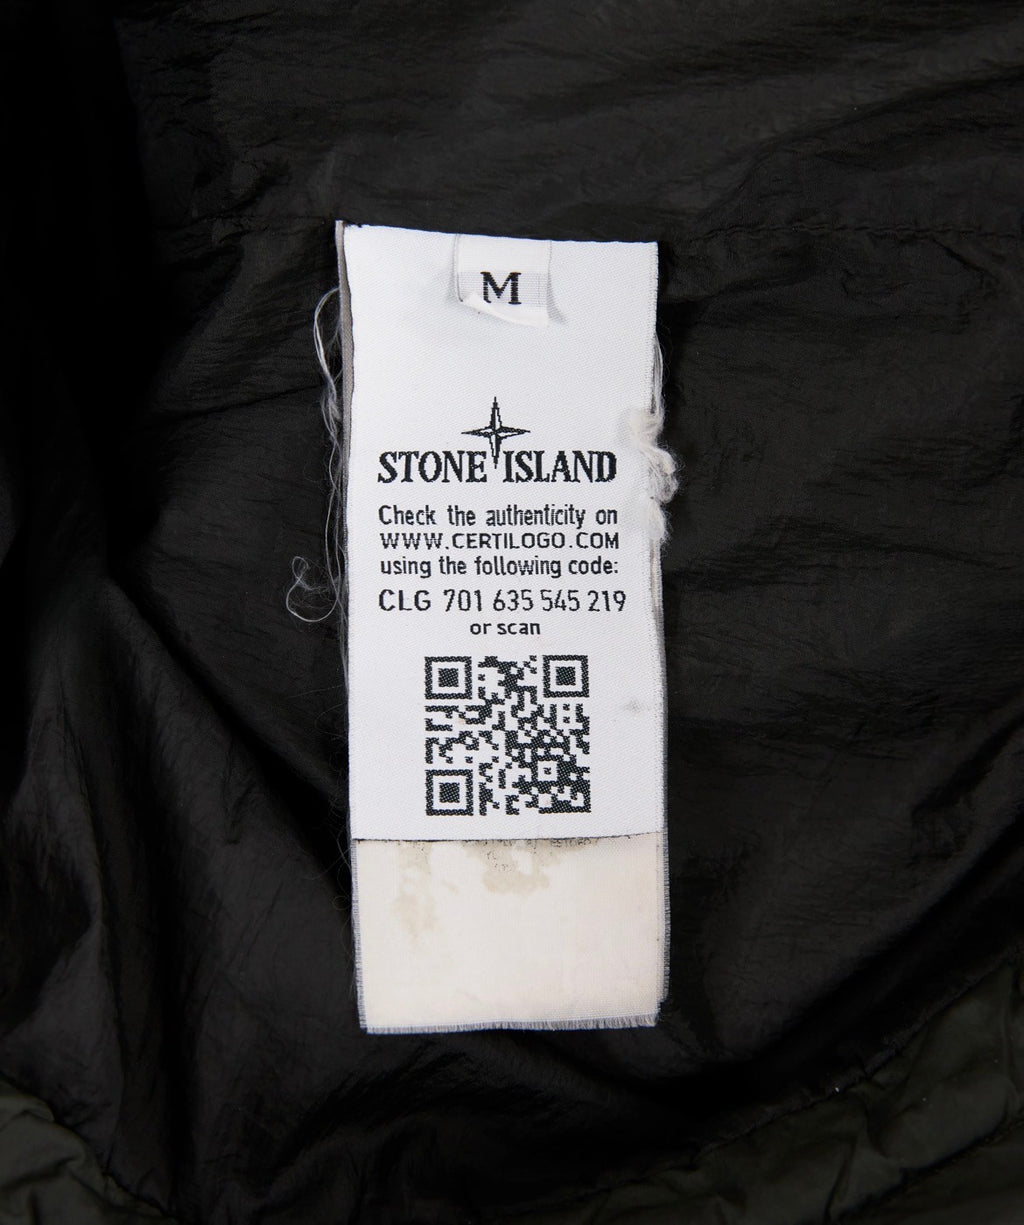 M
STONE ISLAND
Check the authenticity on
WWW.CERTILOGO.COM
using the following code:
CLG 701 635 545 219
or scan